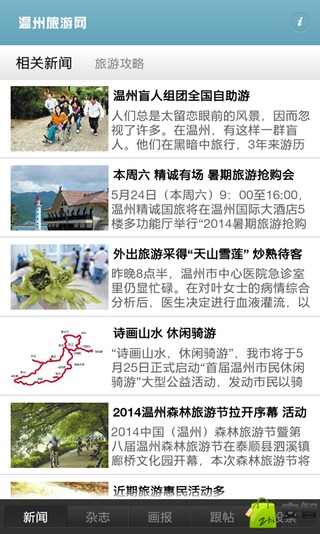 温州旅游网
相关新闻 旅游攻略
温州盲人组团全国自助游
人们总是太留恋眼前的风景，因而忽
视了许多。在温州，有这样一群盲
人。他们在黑暗中旅行，3年来游历
本周六 精诚有场 暑期旅游抢购会
5月24日（本周六）9：00至16:00,
温州精诚国旅将在温州国际大酒店5
楼多功能厅举行“2014暑期旅游抢购
外出旅游采得“天山雪莲” 炒熟待客
昨晚8点半，温州市中心医院急诊室
里仍显忙碌。在对叶女士的病情综合
分析后，医生决定进行血液灌流，以
诗画山水 休闲骑游
“诗画山水，休闲骑游”，我市将于5
月25日正式启动“首届温州市民休闲
骑游”大型公益活动，发动市民以骑
2014温州森林旅游节拉开序幕 活动
2014中国（温州）森林旅游节暨第
八届温州森林旅游节在泰顺县泗溪镇
廊桥文化园开幕，本次森林旅游节将
近期旅游惠民活动多
新闻 杂志 画报 跟帖 投票